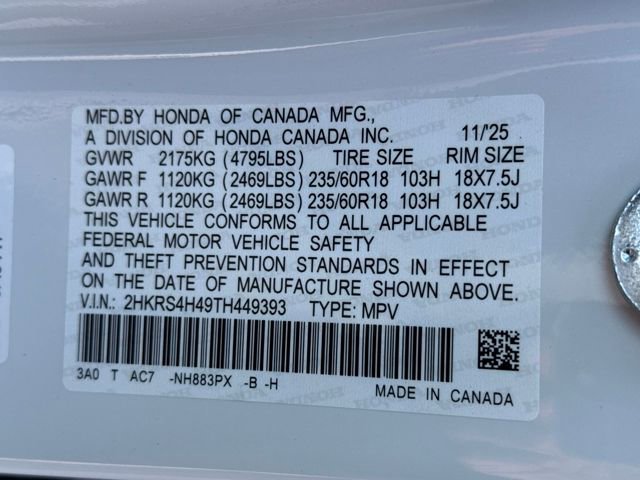 MFD.BY HONDA OF CANADA MFG.,
A DIVISION OF HONDA CANADA INC. 11/'25
GVWR 2175KG (4795LBS) TIRE SIZE RIM SIZE
GAWR F 1120KG (2469LBS) 235/60R18 103H 18X7.5J
GAWR R 1120KG (2469LBS) 235/60R18 103H 18X7.5J
THIS VEHICLE CONFORMS TO ALL APPLICABLE
FEDERAL MOTOR VEHICLE SAFETY
AND THEFT PREVENTION STANDARDS IN EFFECT
ON THE DATE OF MANUFACTURE SHOWN ABOVE.
V.I.N.: 2HKRS4H49TH449393 TYPE: MPV
3A0 T AC7 -NH883PX -B -H
MADE IN CANADA